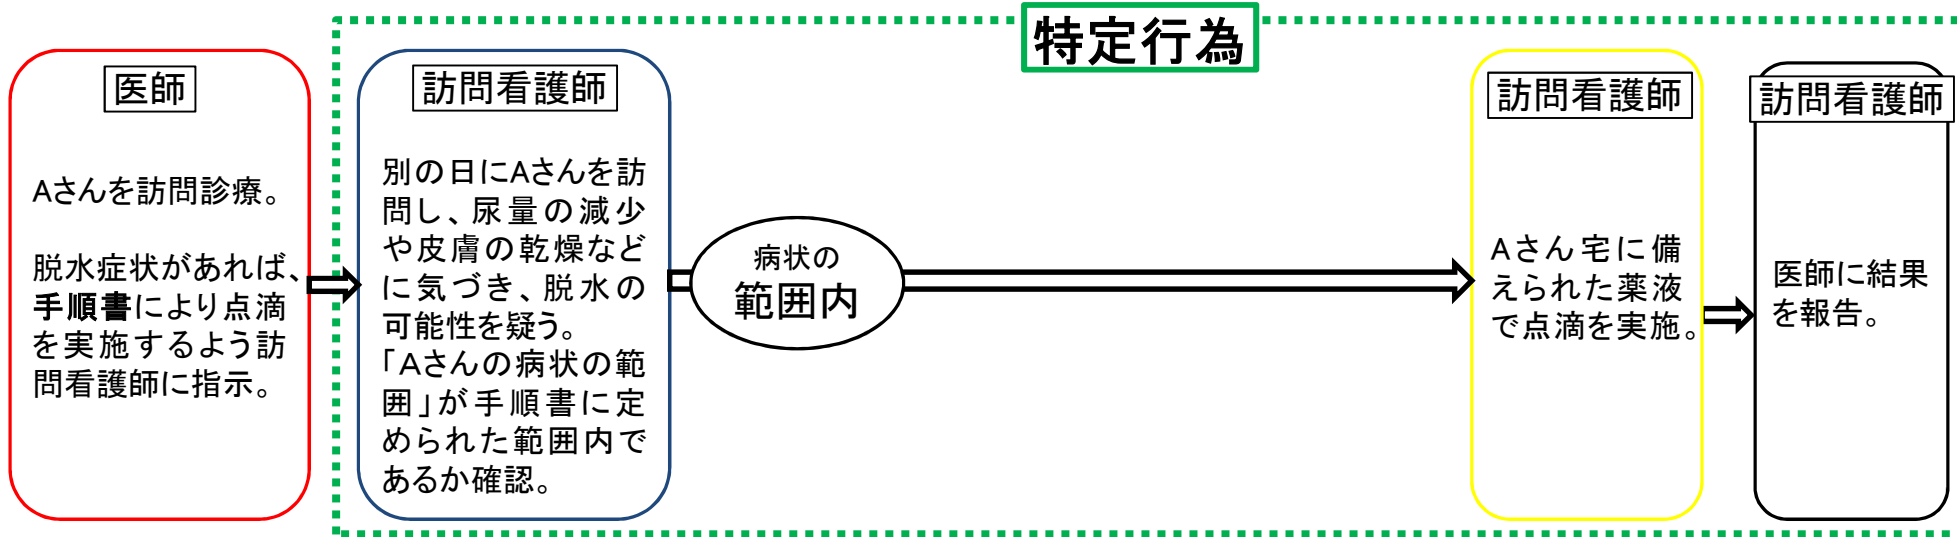 特定行為
医師
Aさんを訪問診療。
脱水症状があれば、
手順書により点滴
を実施するよう訪
問看護師に指示。
訪問看護師
別の日にAさんを訪
問し、尿量の減少
や皮膚の乾燥など
に気づき、脱水の
可能性を疑う。
「Aさんの病状の範
囲」が手順書に定
められた範囲内で
あるか確認。
病状の
範囲内
訪問看護師
Aさん宅に備
えられた薬液
で点滴を実施。
訪問看護師
医師に結果
を報告。